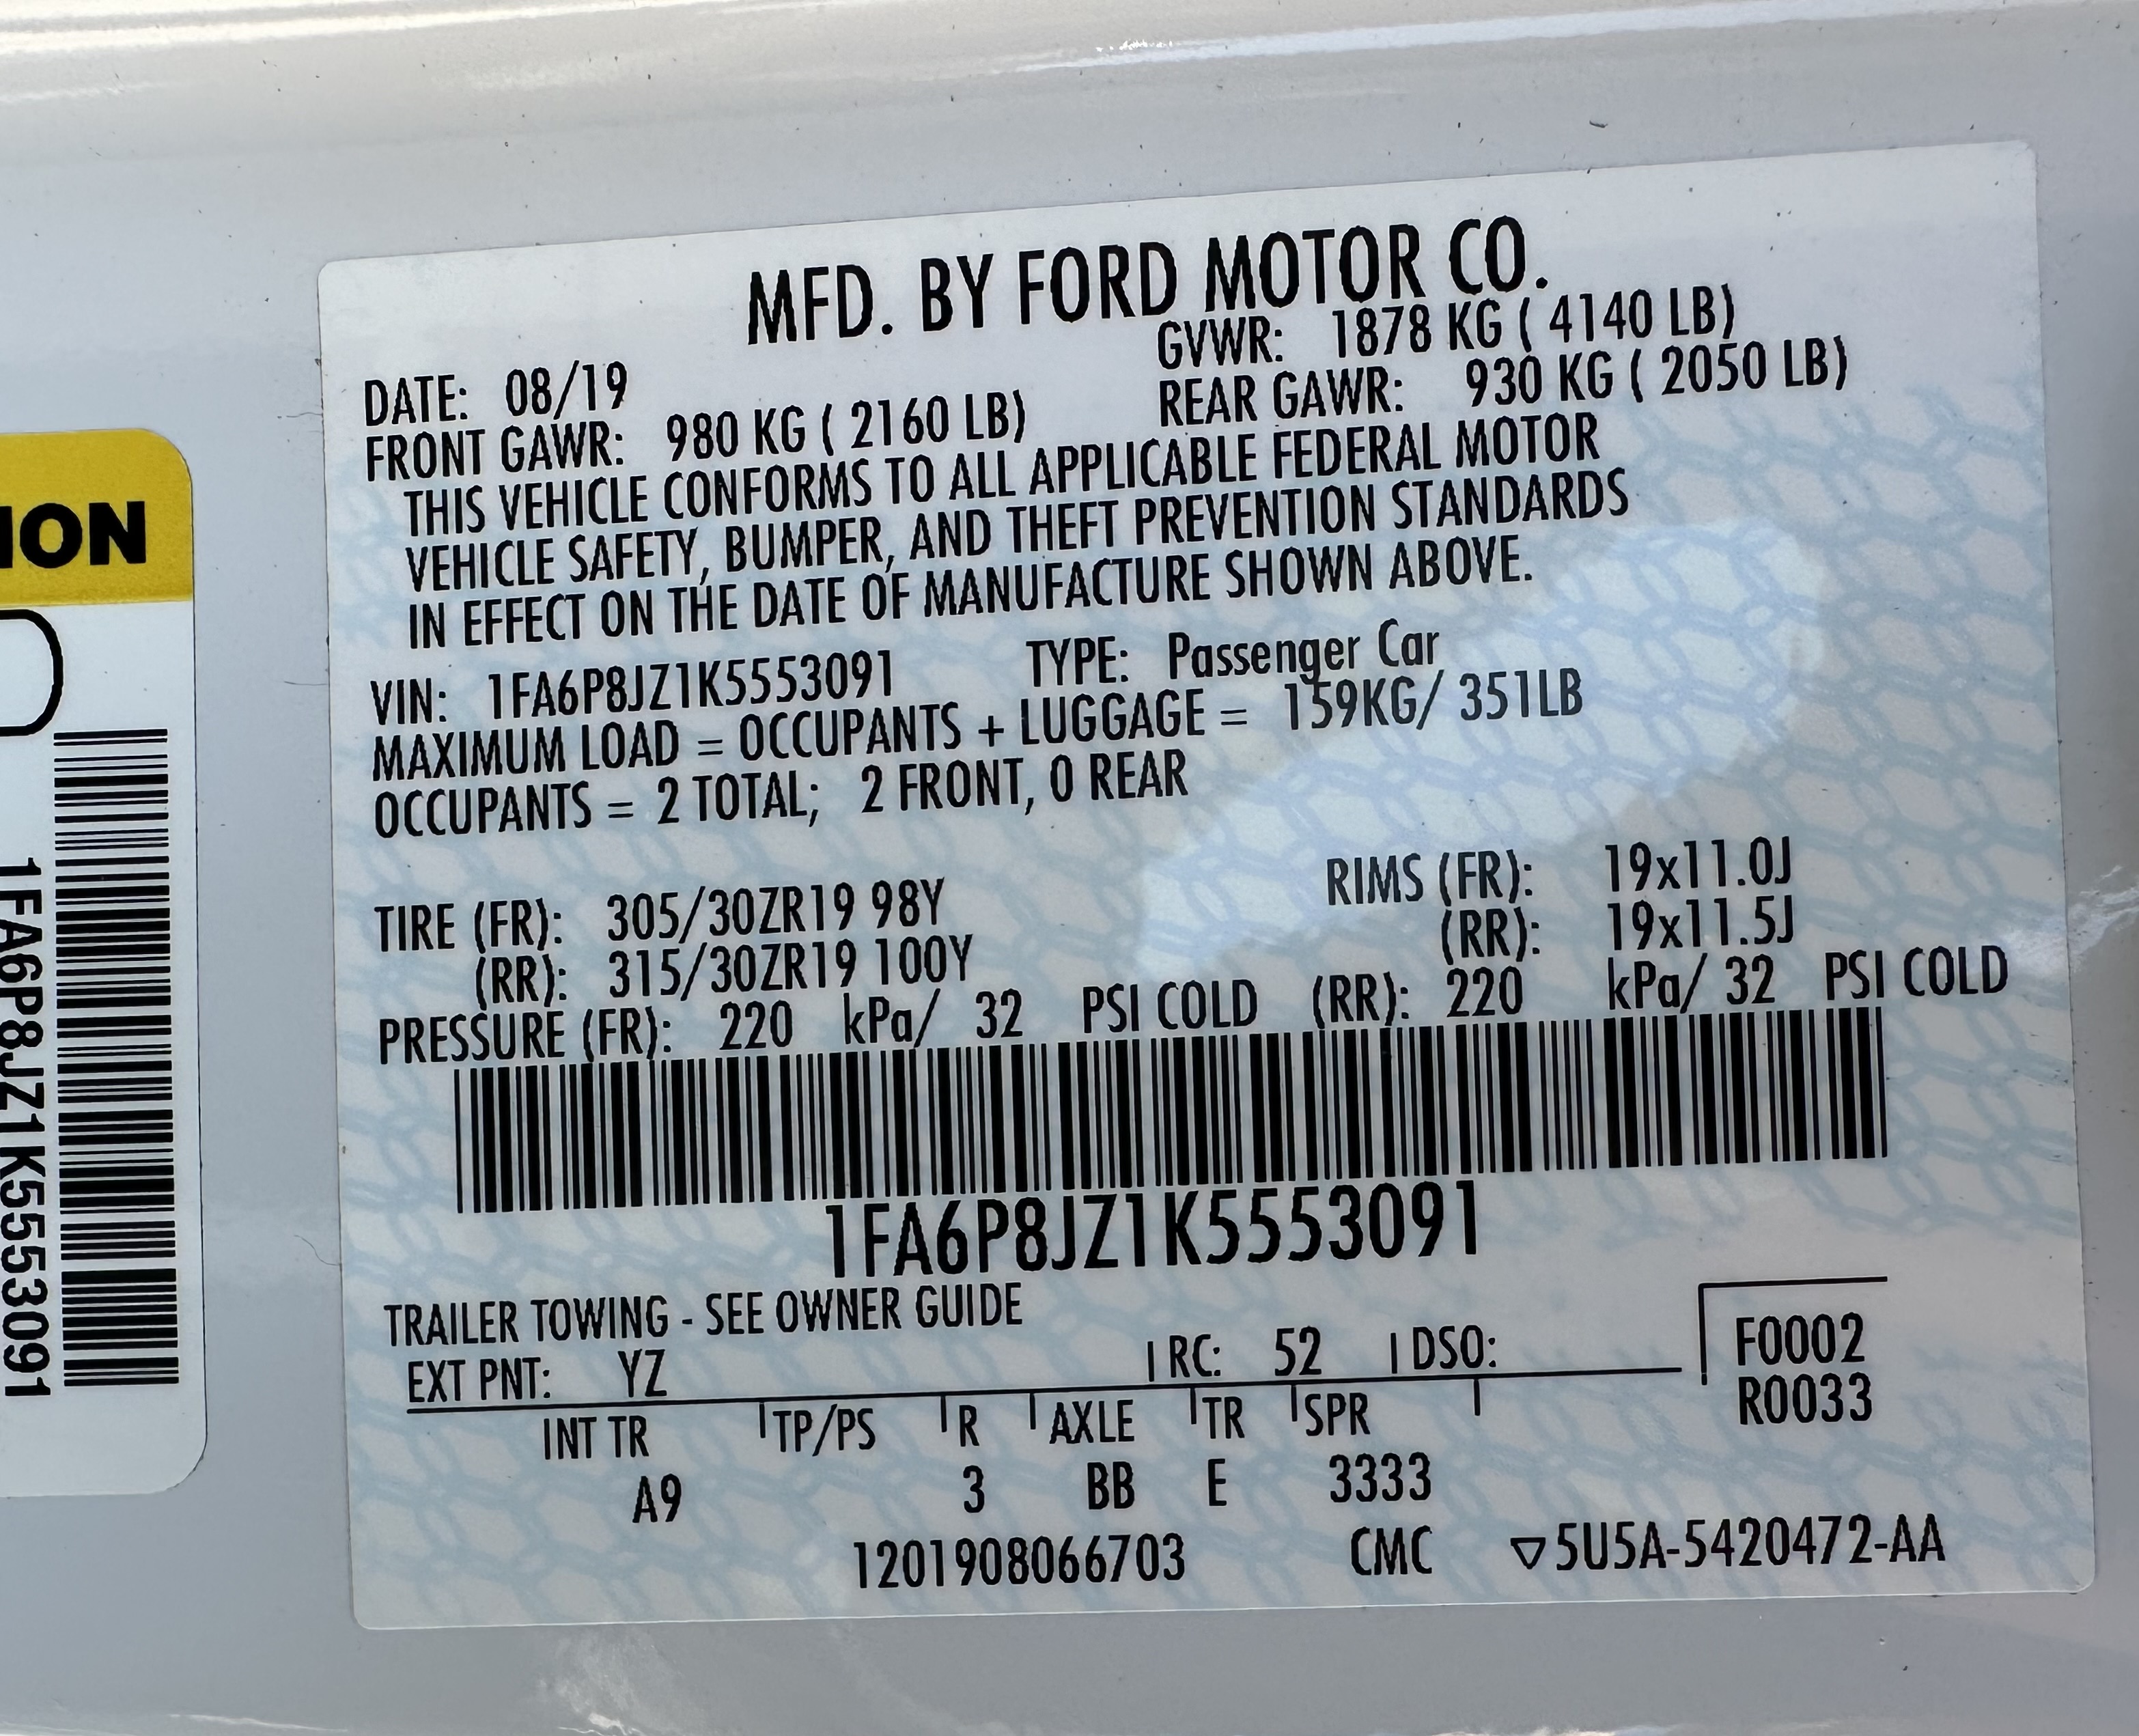 MFD. BY FORD MOTOR CO.
DATE: 08/19 GVWR: 1878 KG ( 4140 LB)
FRONT GAWR: 980 KG ( 2160 LB) REAR GAWR: 930 KG ( 2050 LB)
THIS VEHICLE CONFORMS TO ALL APPLICABLE FEDERAL MOTOR
VEHICLE SAFETY, BUMPER, AND THEFT PREVENTION STANDARDS
IN EFFECT ON THE DATE OF MANUFACTURE SHOWN ABOVE.
VIN: 1FA6P8JZ1K5553091 TYPE: Passenger Car
MAXIMUM LOAD = OCCUPANTS + LUGGAGE = 159KG/ 351LB
OCCUPANTS = 2 TOTAL; 2 FRONT, 0 REAR
TIRE (FR): 305/30ZR19 98Y RIMS (FR): 19x11.0J
(RR): 315/30ZR19 100Y (RR): 19x11.5J
PRESSURE (FR): 220 kPa/ 32 PSI COLD (RR): 220 kPa/ 32 PSI COLD
1FA6P8JZ1K5553091
TRAILER TOWING - SEE OWNER GUIDE
EXT PNT: YZ RC: 52 DSO: F0002
R0033
INT TR TP/PS R AXLE TR SPR
A9 3 BB E 3333
1201908066703 CMC ▽5U5A-5420472-AA
ION
1FA6P8JZ1K5553091